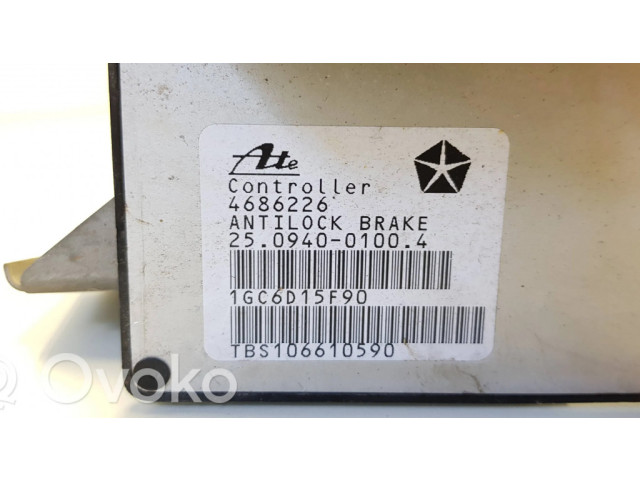 Ate
Controller
4686226
ANTILOCK BRAKE
25.0940-0100.4
1GC6D15F90
TBS106610590
Ovoko